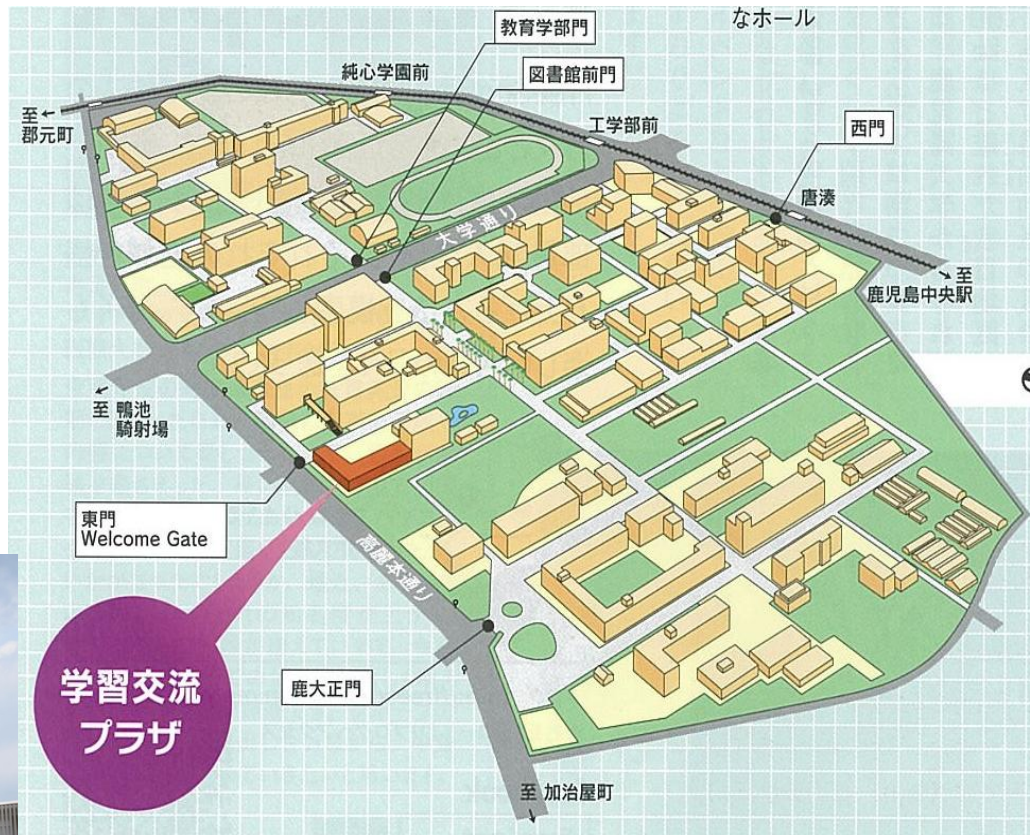 なホール
教育学部門
純心学園前
図書館前門
至
郡元町
工学部前
西門
唐湊
大学通り
至
鹿児島中央駅
至 鴨池
騎射場
東門
Welcome Gate
高麗本通り
学習交流
プラザ
鹿大正門
至 加治屋町